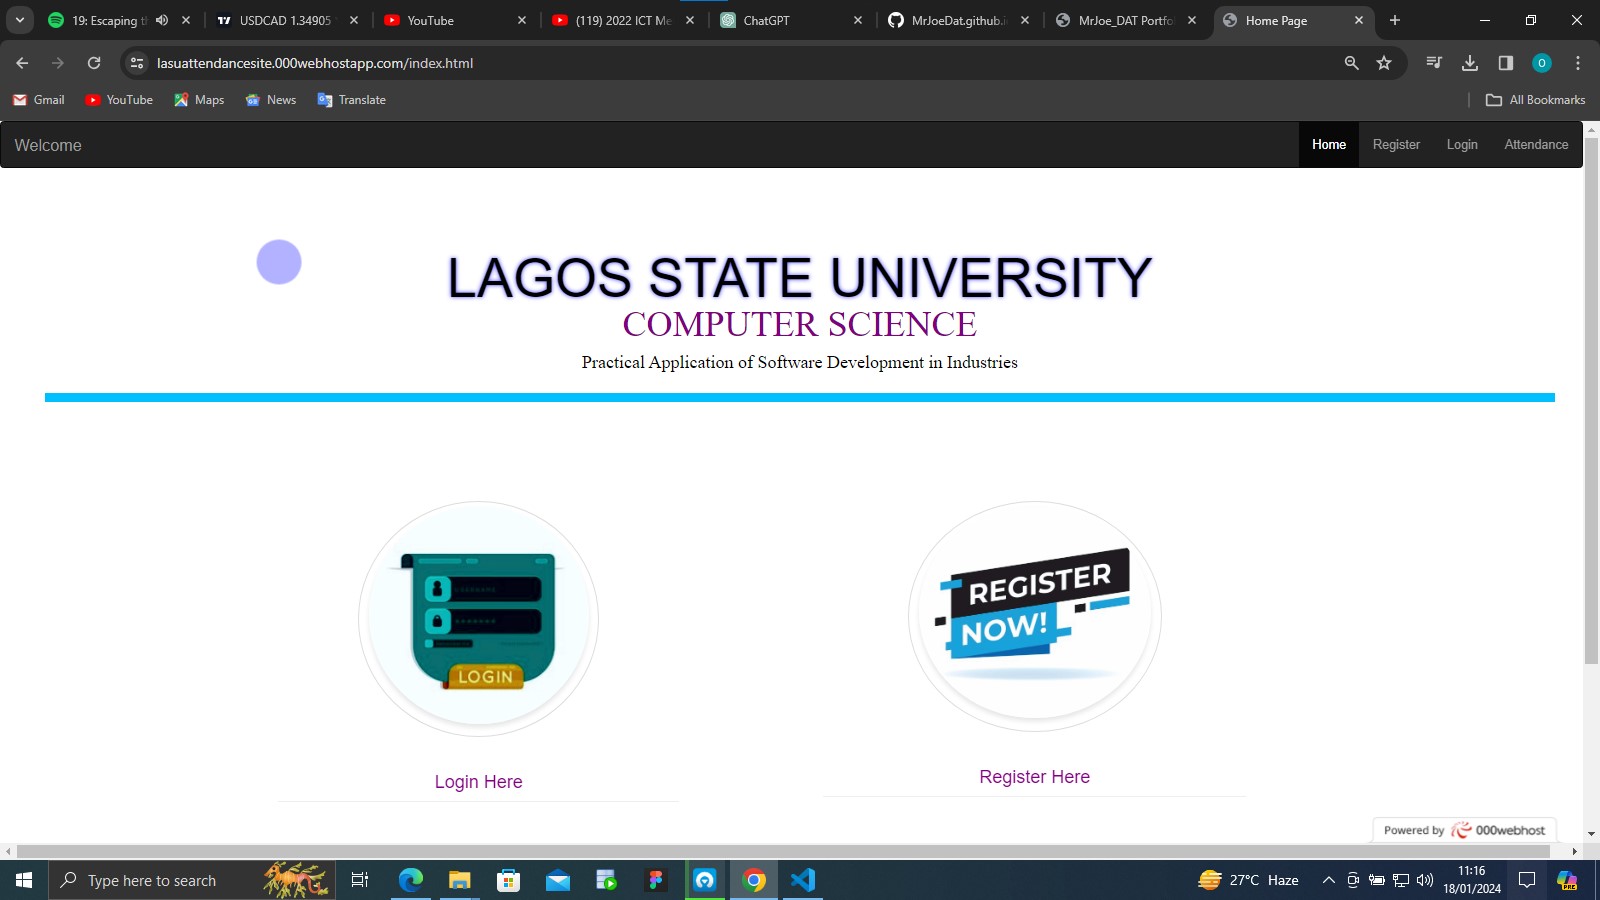 19: Escaping th
USDCAD 1.34905
YouTube
(119) 2022 ICT Me
ChatGPT
MrJoeDat.github.i
MrJoe_DAT Portfo
Home Page
lasuattendancesite.000webhostapp.com/index.html
O
Gmail
YouTube
Maps
News
Translate
All Bookmarks
Welcome
Home
Register
Login
Attendance
LAGOS STATE UNIVERSITY
COMPUTER SCIENCE
Practical Application of Software Development in Industries
LOGIN
REGISTER
NOW!
Login Here
Register Here
Powered by 000webhost
Type here to search
27°C Haze
11:16
18/01/2024
PRE